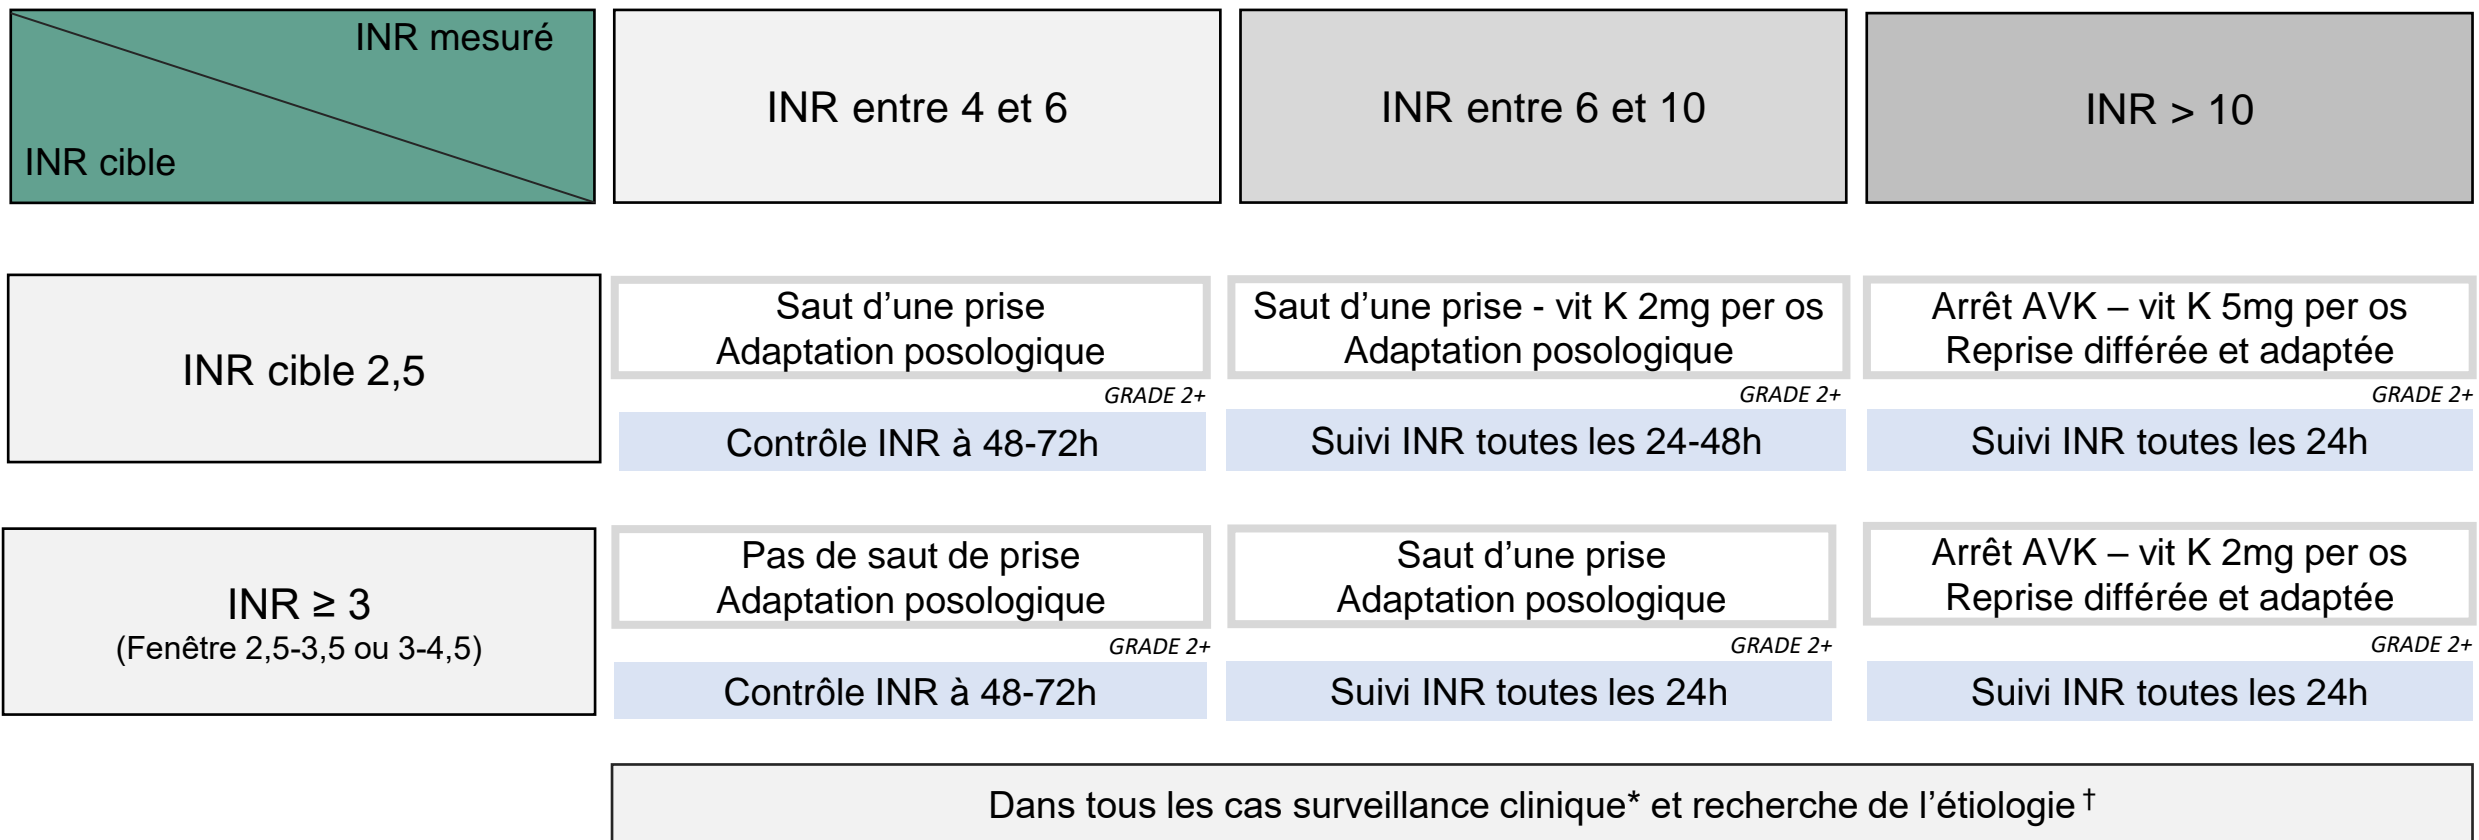 INR mesuré
INR cible
INR entre 4 et 6
INR entre 6 et 10
INR > 10
INR cible 2,5
Saut d’une prise
Adaptation posologique
GRADE 2+
Contrôle INR à 48-72h
Saut d’une prise - vit K 2mg per os
Adaptation posologique
GRADE 2+
Suivi INR toutes les 24-48h
Arrêt AVK – vit K 5mg per os
Reprise différée et adaptée
GRADE 2+
Suivi INR toutes les 24h
INR ≥ 3
(Fenêtre 2,5-3,5 ou 3-4,5)
Pas de saut de prise
Adaptation posologique
GRADE 2+
Contrôle INR à 48-72h
Saut d’une prise
Adaptation posologique
GRADE 2+
Suivi INR toutes les 24h
Arrêt AVK – vit K 2mg per os
Reprise différée et adaptée
GRADE 2+
Suivi INR toutes les 24h
Dans tous les cas surveillance clinique* et recherche de l’étiologie †